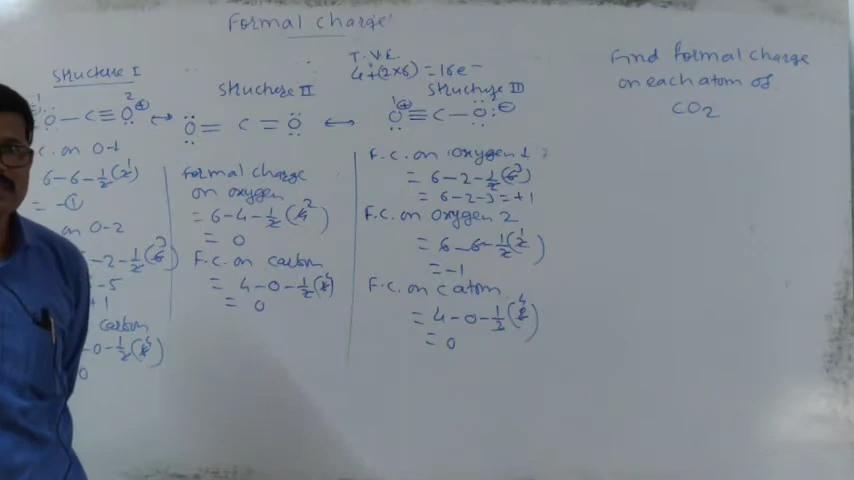 Formal charge
T.V.E.
4+(2×6) = 16e⁻
Structure I
1 2
:O — C ≡ O⊕ ↔
F.C. on O-1
6-6-1/2(2)
= -1
F.C. on O-2
-2-1/2(6)
-5
+1
carbon
-0-1/2(8)
0
Structure II
O = C = O ↔
Formal charge
on oxygen
= 6-4-1/2(4)
= 0
F.C. on carbon
= 4-0-1/2(8)
= 0
Structure III
1 ⊕ O ≡ C — O: ⊖
F.C. on oxygen 1
= 6-2-1/2(6)
= 6-2-3 = +1
F.C. on oxygen 2
= 6-6-1/2(2)
= -1
F.C. on C atom
= 4-0-1/2(8)
= 0
Find formal charge
on each atom of
CO₂